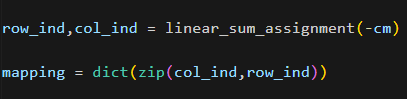 row_ind,col_ind = linear_sum_assignment(-cm)
mapping = dict(zip(col_ind,row_ind))